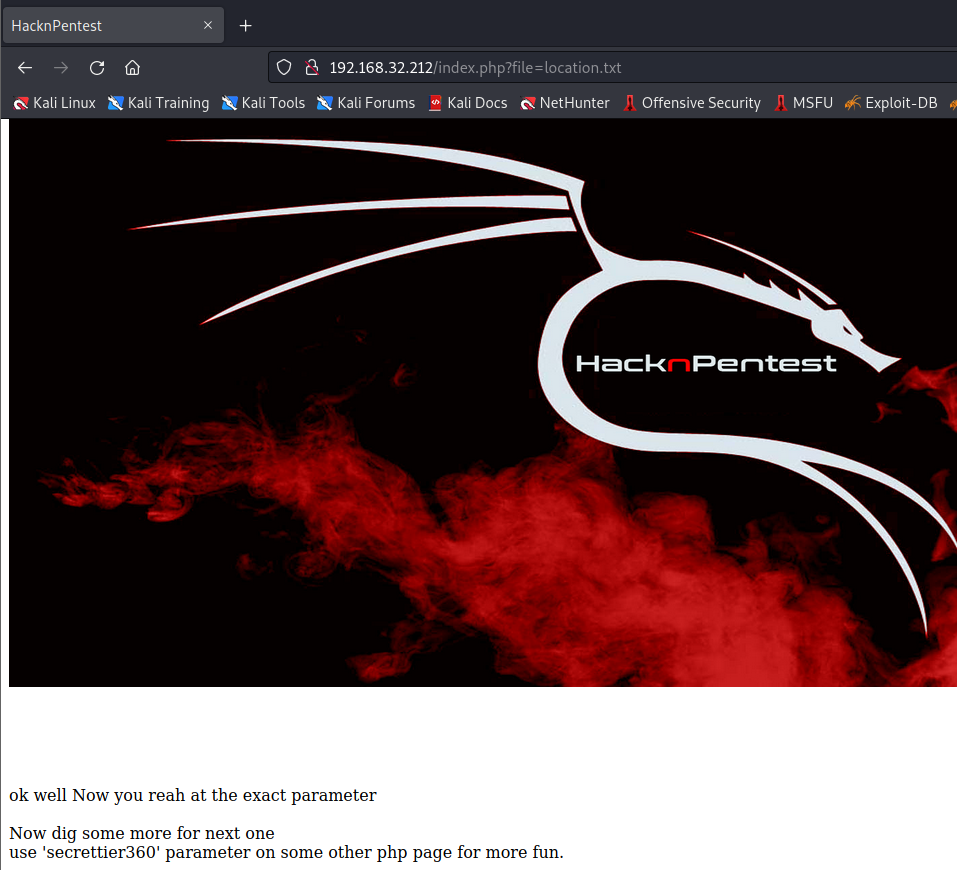 HacknPentest
192.168.32.212/index.php?file=location.txt
Kali Linux Kali Training Kali Tools Kali Forums Kali Docs NetHunter Offensive Security MSFU Exploit-DB
HacknPentest
ok well Now you reah at the exact parameter
Now dig some more for next one
use 'secrettier360' parameter on some other php page for more fun.